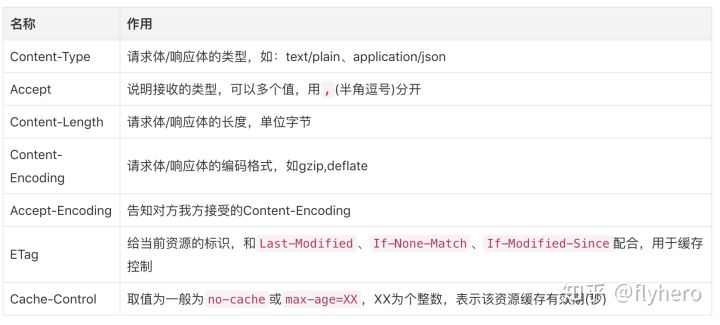 名称 作用
Content-Type 请求体/响应体的类型，如：text/plain、application/json
Accept 说明接收的类型，可以多个值，用 , (半角逗号)分开
Content-Length 请求体/响应体的长度，单位字节
Content-
Encoding
请求体/响应体的编码格式，如gzip,deflate
Accept-Encoding 告知对方我方接受的Content-Encoding
ETag
给当前资源的标识，和 Last-Modified 、 If-None-Match 、 If-Modified-Since 配合，用于缓存
控制
Cache-Control 取值为一般为 no-cache 或 max-age=XX ，XX为个整数，表示该资源缓存有效期(秒)
知乎 @flyhero